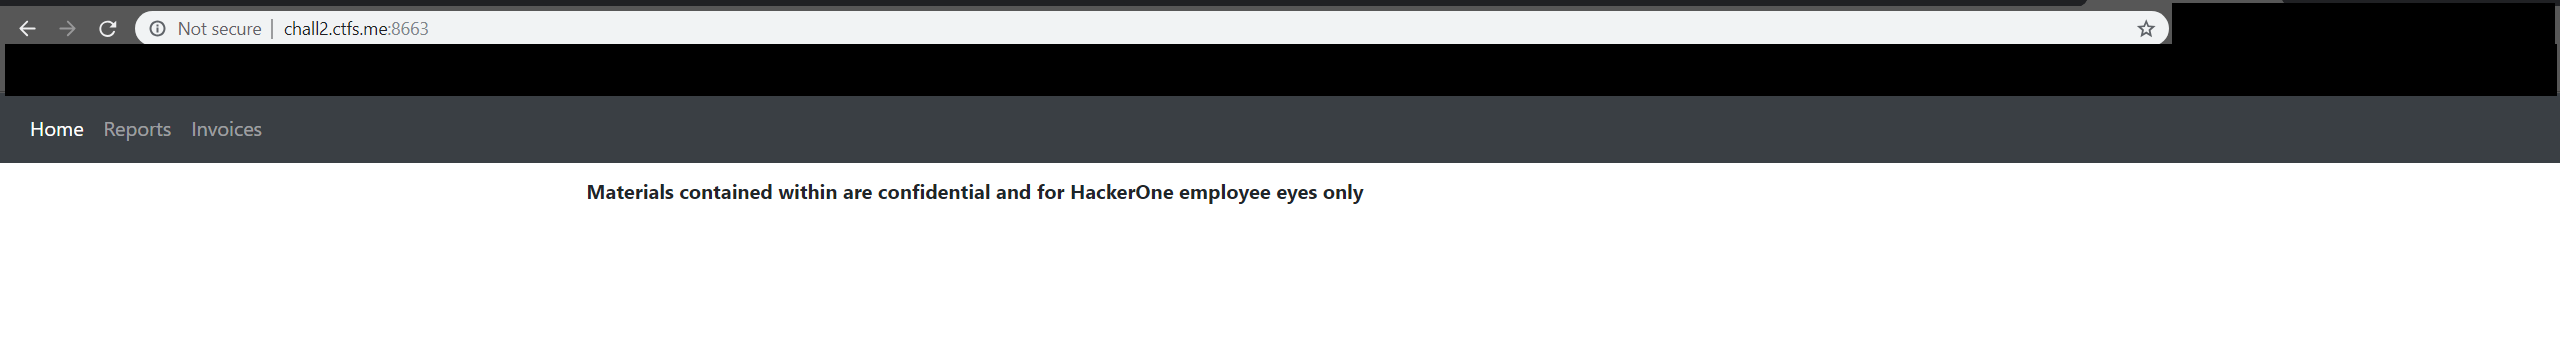 Not secure | chall2.ctfs.me:8663
Home Reports Invoices
Materials contained within are confidential and for HackerOne employee eyes only